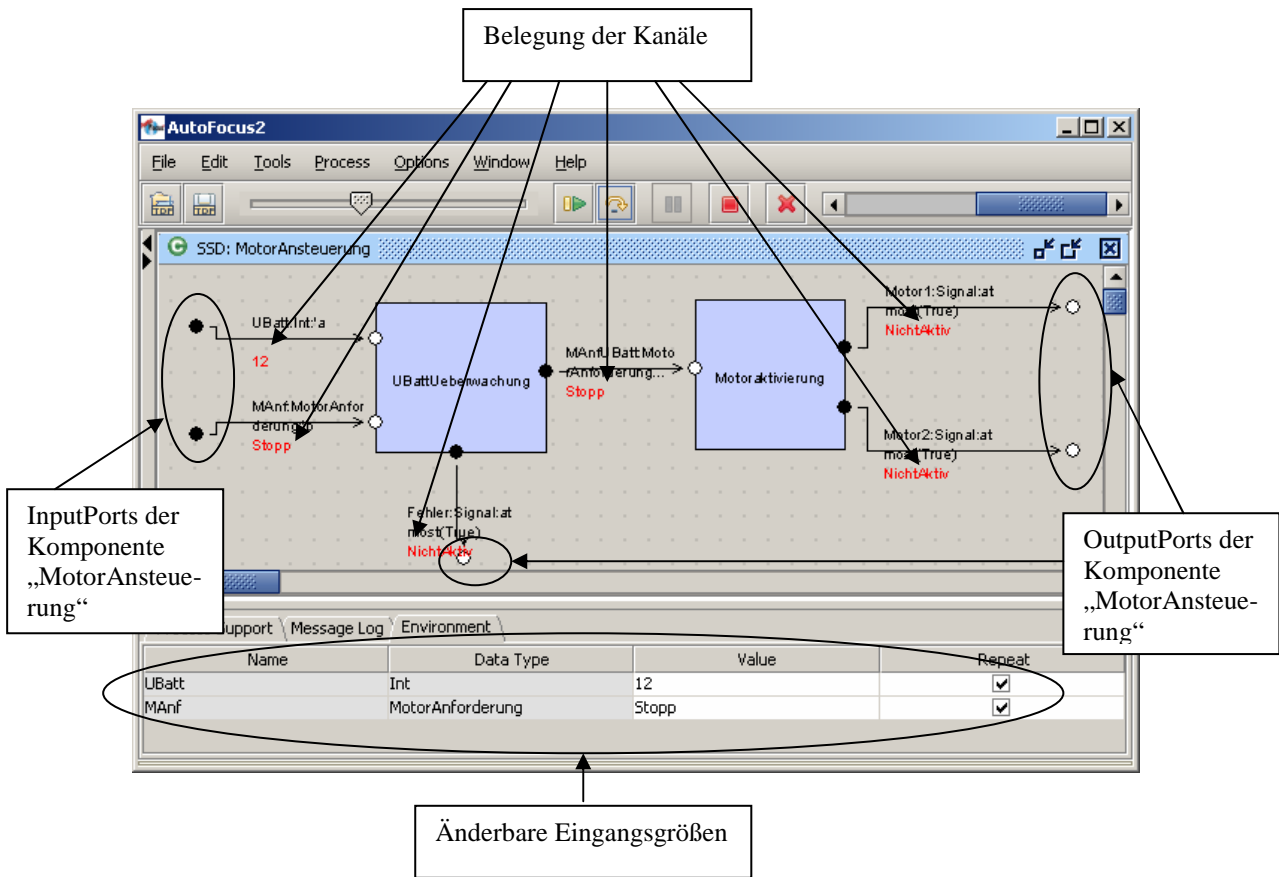 Belegung der Kanäle
AutoFocus2
File Edit Tools Process Options Window Help
TDF TDF
SSD: MotorAnsteuerung
UBatt:Int:'a
12
MAnf:MotorAnfor
Stopp
UBattUeberwachung
MAnfUBatt:Moto
rAnforderung...
Stopp
Motoraktivierung
Motor1:Signal:at
most(True)
NichtAktiv
Motor2:Signal:at
most(True)
NichtAktiv
Fehler:Signal:at
most(True)
NichtAktiv
InputPorts der
Komponente
„MotorAnsteue-
rung“
OutputPorts der
Komponente
„MotorAnsteue-
rung“
Message Log Environment
Name Data Type Value Repeat
UBatt Int 12
MAnf MotorAnforderung Stopp
Änderbare Eingangsgrößen